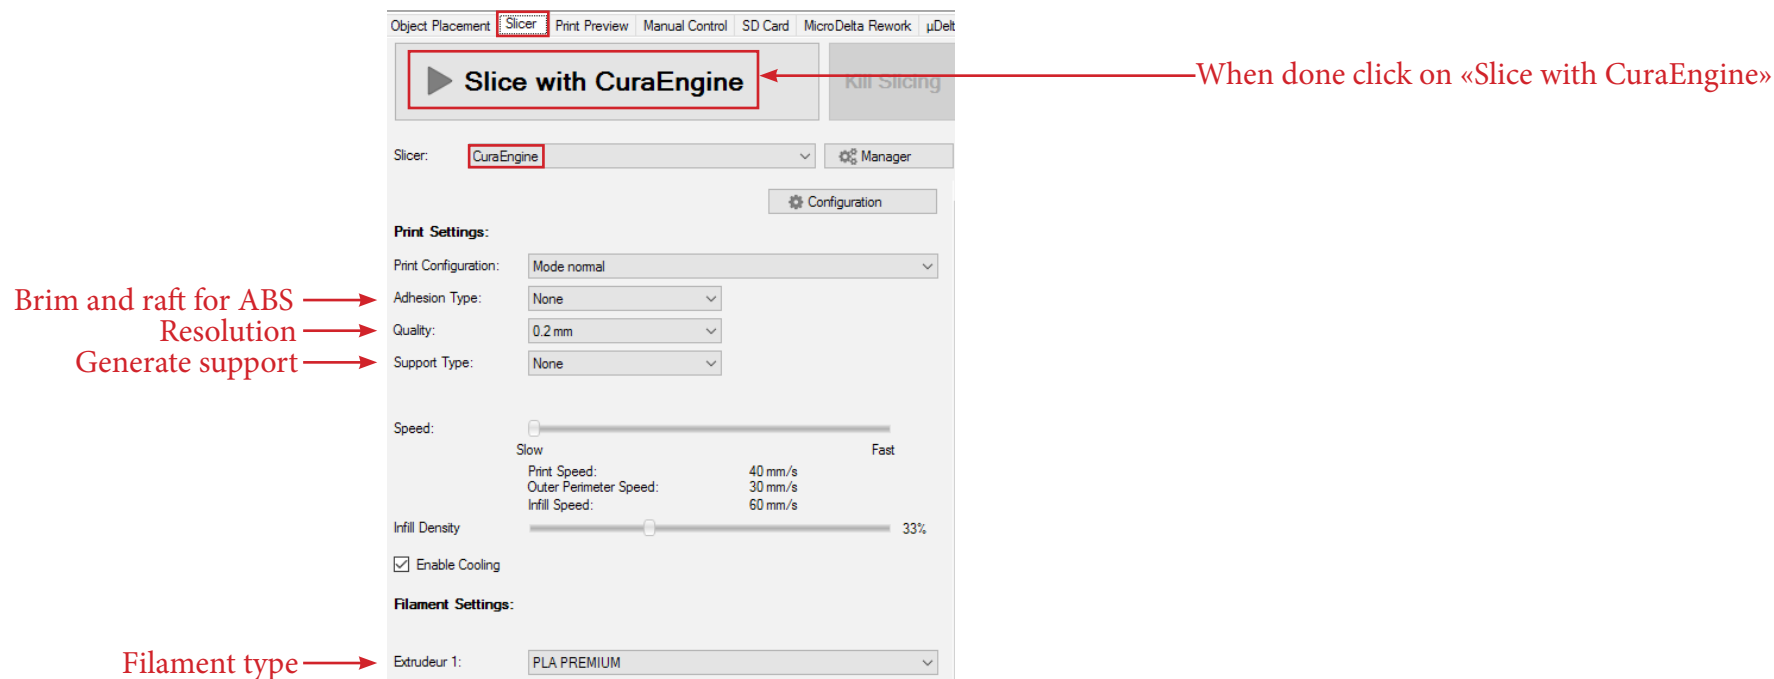 Object Placement Slicer Print Preview Manual Control SD Card MicroDelta Rework µDelt
Slice with CuraEngine Kill Slicing When done click on «Slice with CuraEngine»
Slicer: CuraEngine Manager
Configuration
Print Settings:
Print Configuration: Mode normal
Brim and raft for ABS Adhesion Type: None
Resolution Quality: 0.2 mm
Generate support Support Type: None
Speed:
Slow Fast
Print Speed: 40 mm/s
Outer Perimeter Speed: 30 mm/s
Infill Speed: 60 mm/s
Infill Density 33%
Enable Cooling
Filament Settings:
Filament type Extrudeur 1: PLA PREMIUM